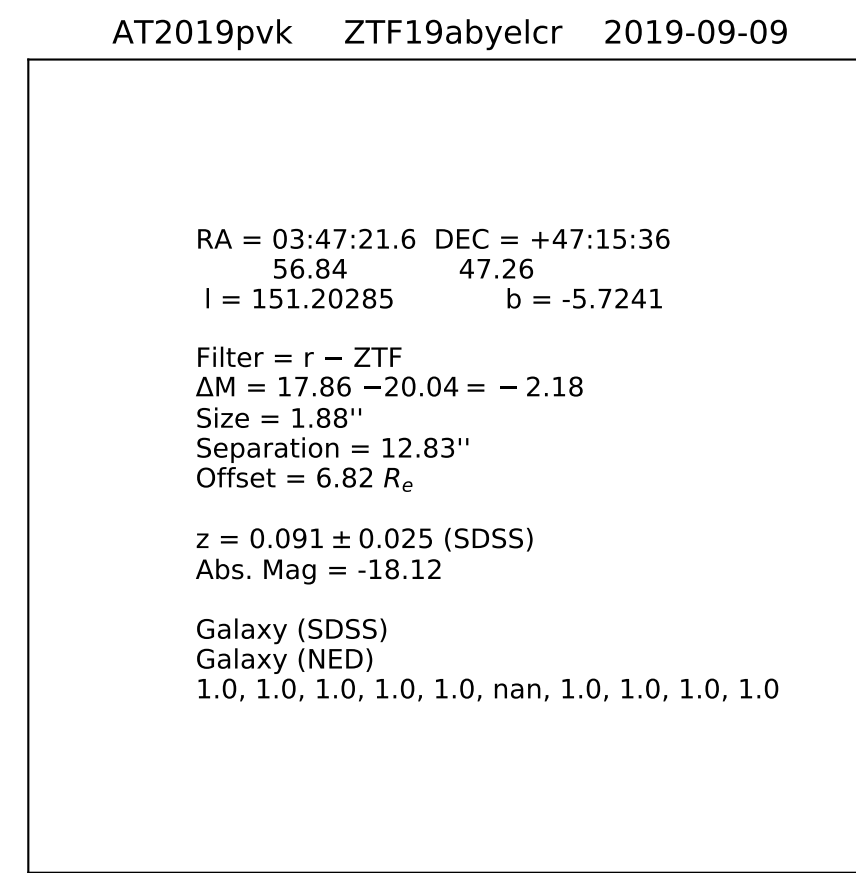 AT2019pvk ZTF19abyelcr 2019-09-09
RA = 03:47:21.6 DEC = +47:15:36
56.84 47.26
l = 151.20285 b = -5.7241
Filter = r − ZTF
ΔM = 17.86 −20.04 = − 2.18
Size = 1.88''
Separation = 12.83''
Offset = 6.82 Rₑ
z = 0.091 ± 0.025 (SDSS)
Abs. Mag = -18.12
Galaxy (SDSS)
Galaxy (NED)
1.0, 1.0, 1.0, 1.0, 1.0, nan, 1.0, 1.0, 1.0, 1.0